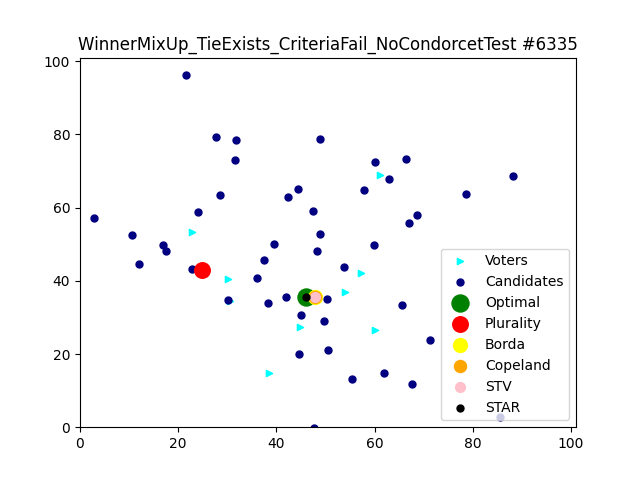 WinnerMixUp_TieExists_CriteriaFail_NoCondorcetTest #6335
100
80
60
40
20
0
0
20
40
60
80
100
Voters
Candidates
Optimal
Plurality
Borda
Copeland
STV
STAR